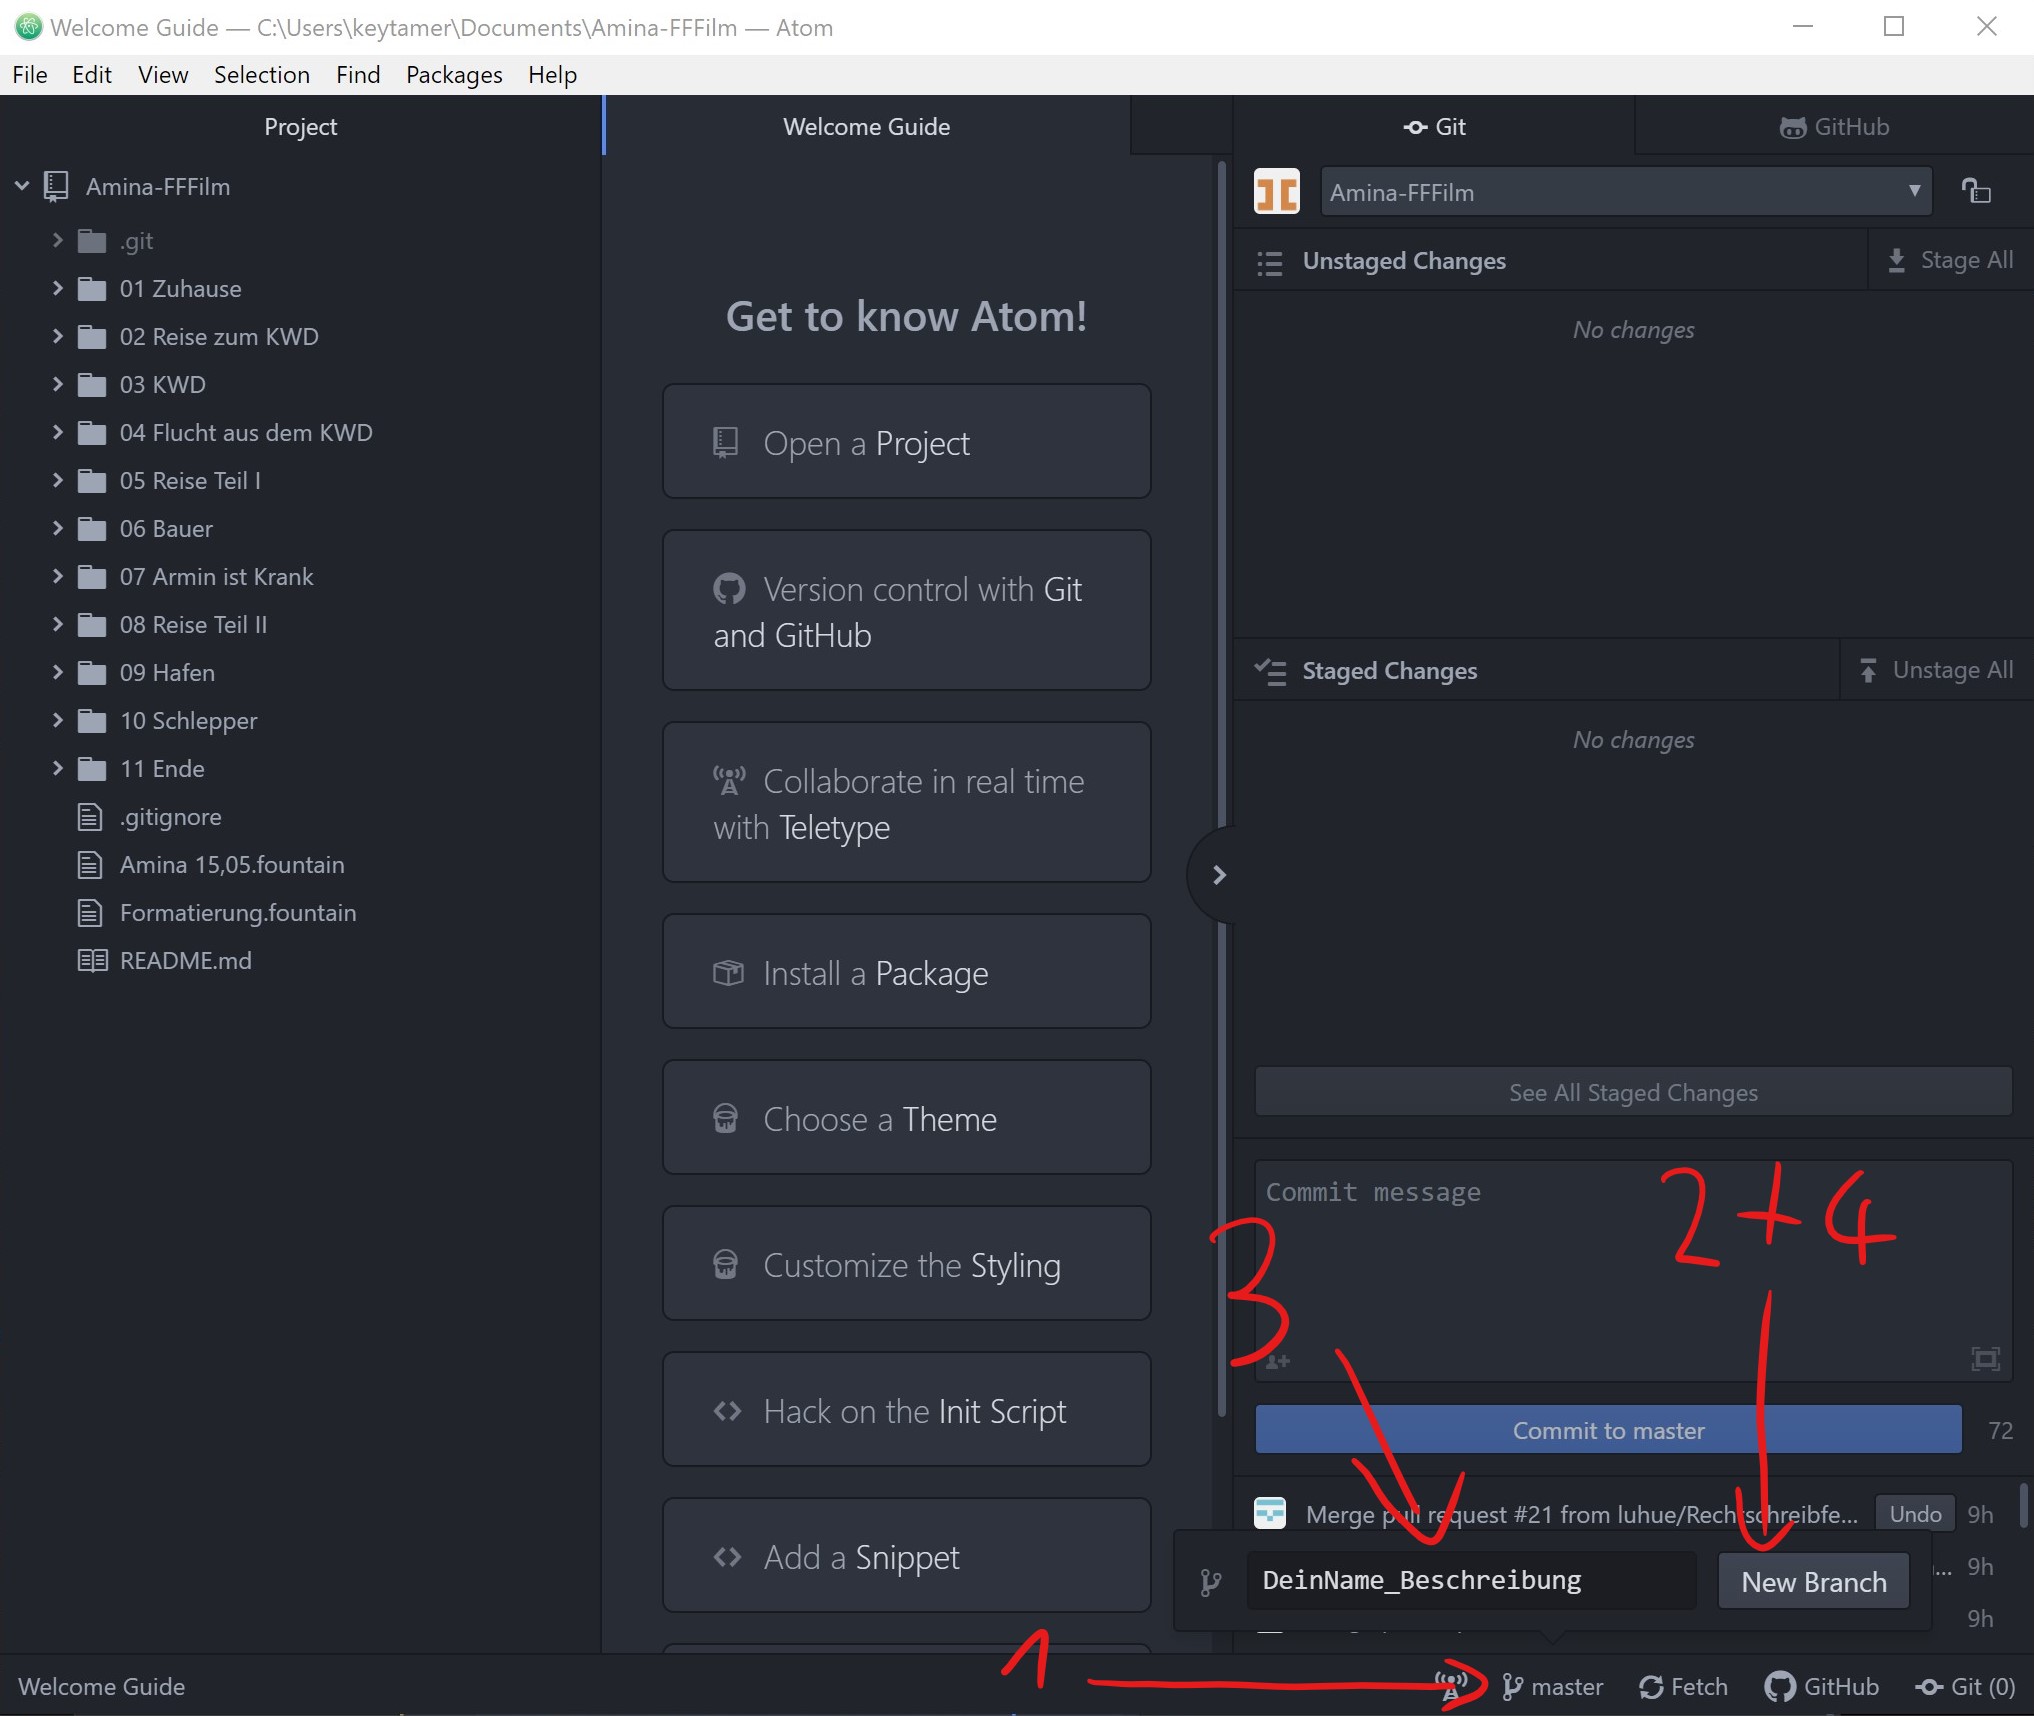 Welcome Guide — C:\Users\keytamer\Documents\Amina-FFFilm — Atom
File Edit View Selection Find Packages Help
Project
Amina-FFFilm
.git
01 Zuhause
02 Reise zum KWD
03 KWD
04 Flucht aus dem KWD
05 Reise Teil I
06 Bauer
07 Armin ist Krank
08 Reise Teil II
09 Hafen
10 Schlepper
11 Ende
.gitignore
Amina 15,05.fountain
Formatierung.fountain
README.md
Welcome Guide
Get to know Atom!
Open a Project
Version control with Git
and GitHub
Collaborate in real time
with Teletype
Install a Package
Choose a Theme
Customize the Styling
Hack on the Init Script
Add a Snippet
Git GitHub
Amina-FFFilm
Unstaged Changes Stage All
No changes
Staged Changes Unstage All
No changes
See All Staged Changes
Commit message
2+4
3
Commit to master 72
Merge pull request #21 from luhue/Rechtschreibfe... Undo 9h
... 9h
DeinName_Beschreibung New Branch
9h
1
Welcome Guide master Fetch GitHub Git (0)